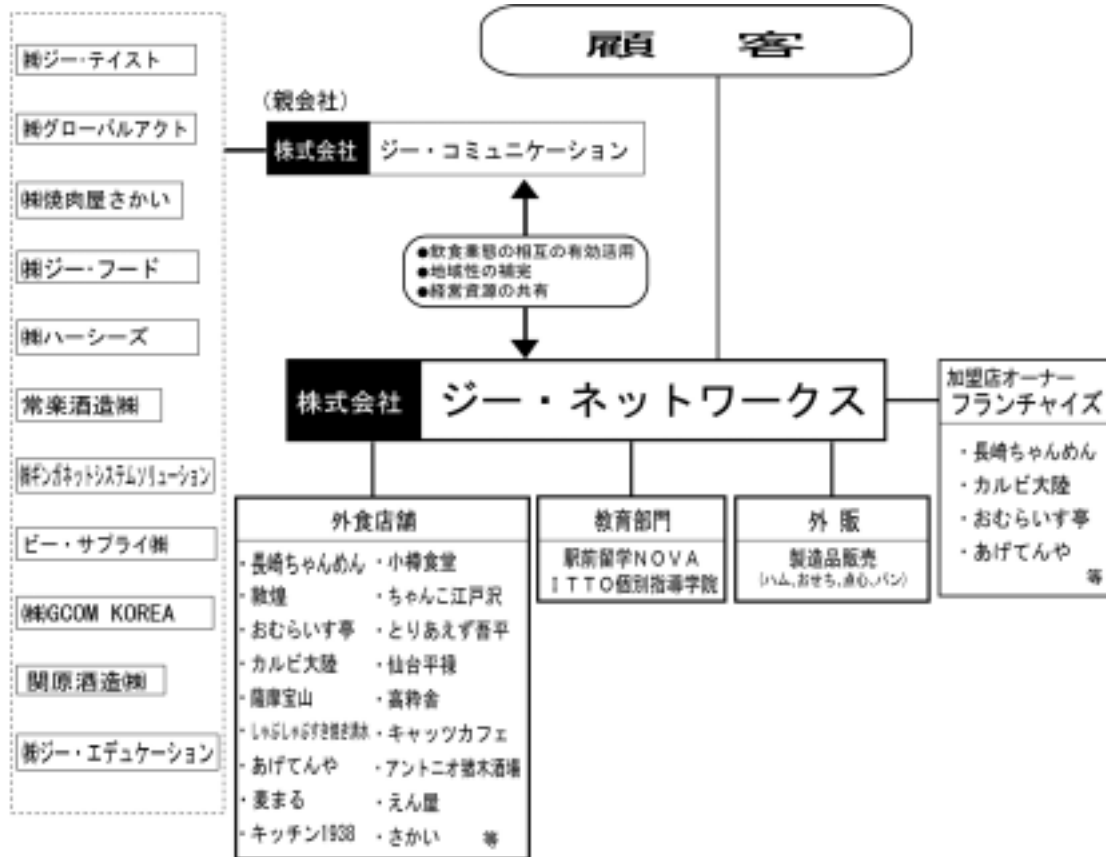 ㈱ジー・テイスト
㈱グローバルアクト
㈱焼肉屋さかい
㈱ジー・フード
㈱ハーシーズ
常楽酒造㈱
㈱ギンガネットシステムソリューション
ビー・サプライ㈱
㈱GCOM KOREA
関原酒造㈱
㈱ジー・エデュケーション
顧 客
(親会社)
株式会社 ジー・コミュニケーション
●飲食業態の相互の有効活用
●地域性の補完
●経営資源の共有
株式会社 ジー・ネットワークス
外食店舗
・長崎ちゃんめん ・小樽食堂
・敦煌 ・ちゃんこ江戸沢
・おむらいす亭 ・とりあえず吾平
・カルビ大陸 ・仙台平禄
・薩摩宝山 ・高粋舎
・しゃぶしゃぶすき焼き清水 ・キャッツカフェ
・あげてんや ・アントニオ猪木酒場
・麦まる ・えん屋
・キッチン1938 ・さかい 等
教育部門
駅前留学NOVA
ITTO個別指導学院
外 販
製造品販売
(ハム、おせち、点心、パン)
加盟店オーナー
フランチャイズ
・長崎ちゃんめん
・カルビ大陸
・おむらいす亭
・あげてんや
等